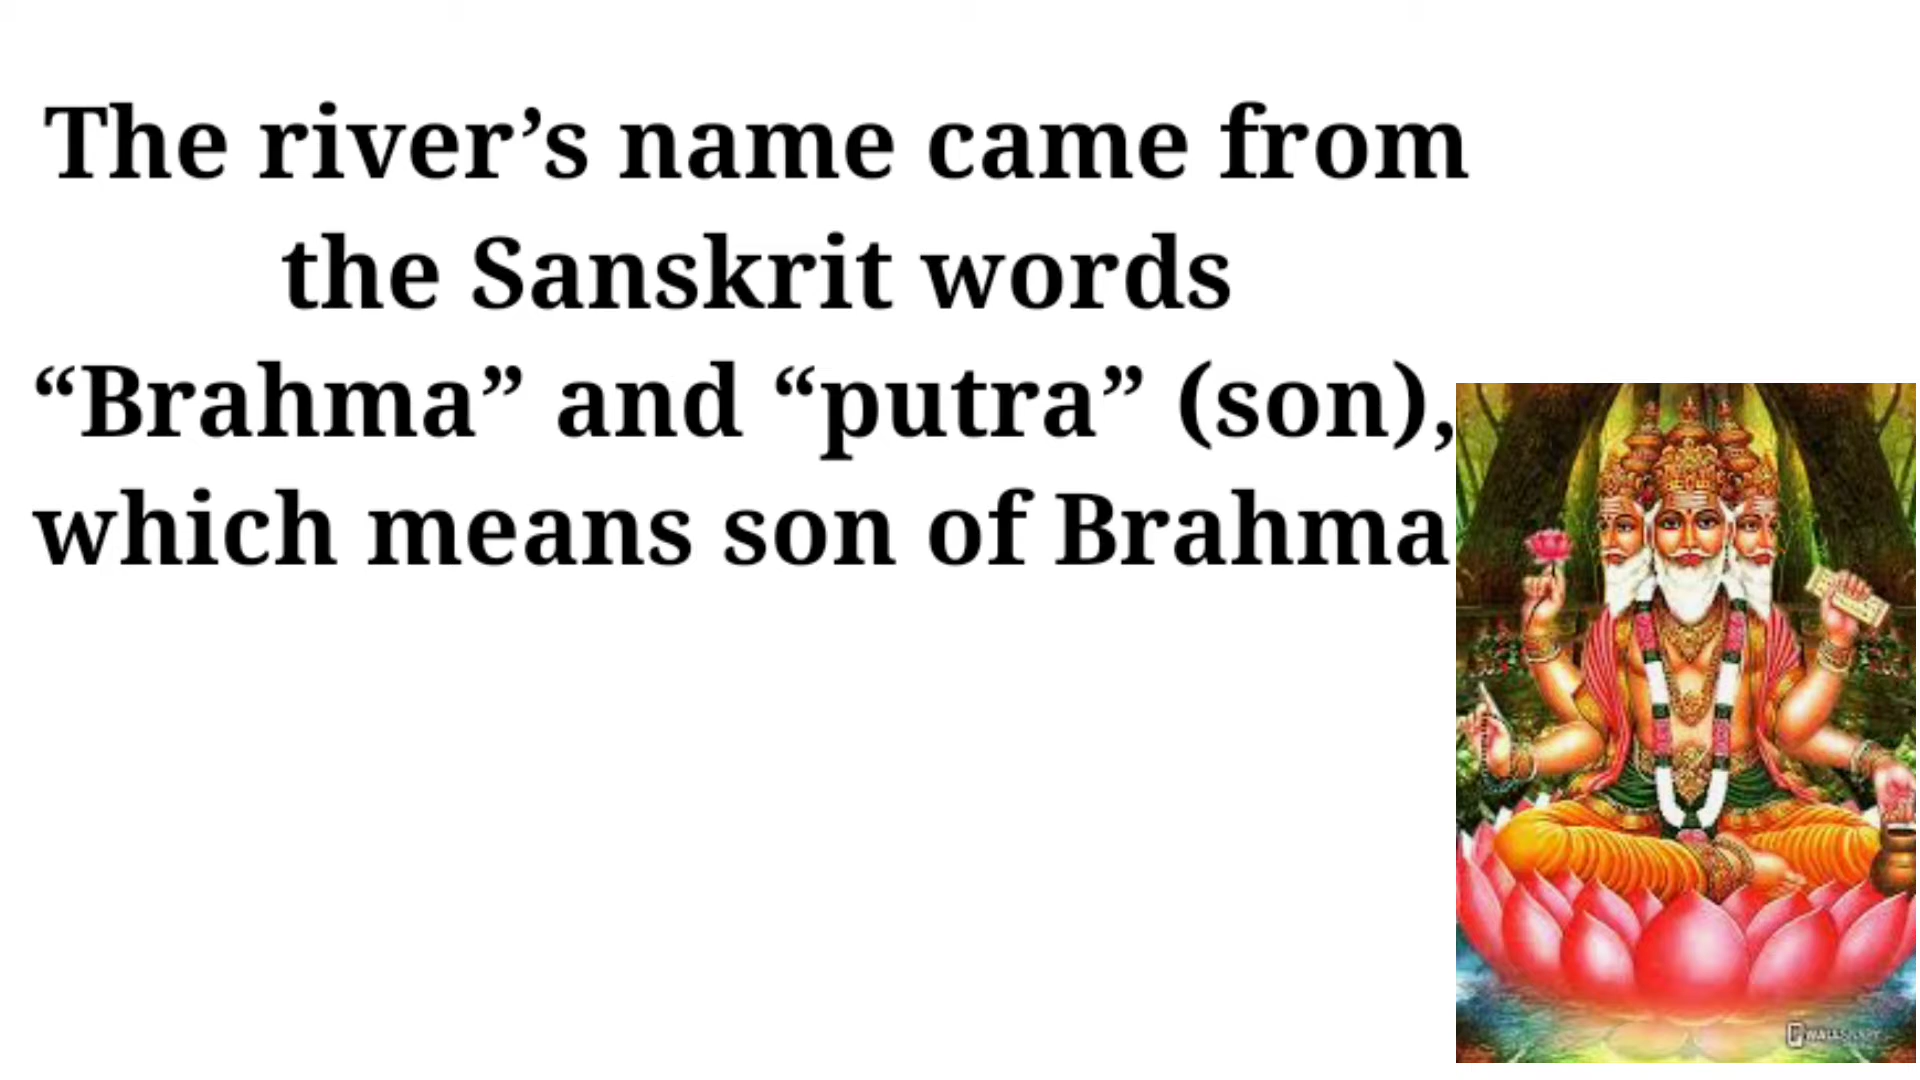 The river’s name came from
the Sanskrit words
“Brahma” and “putra” (son),
which means son of Brahma